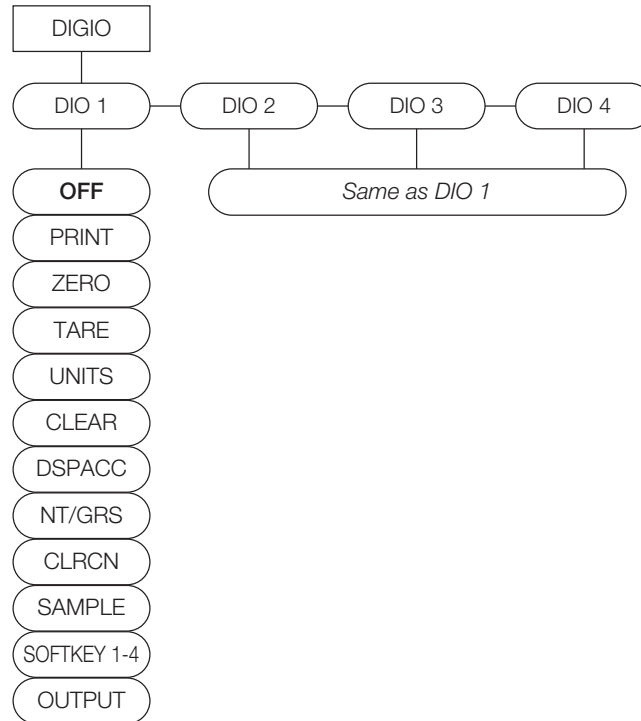 DIGIO
DIO 1 DIO 2 DIO 3 DIO 4
OFF Same as DIO 1
PRINT
ZERO
TARE
UNITS
CLEAR
DSPACC
NT/GRS
CLRCN
SAMPLE
SOFTKEY 1-4
OUTPUT